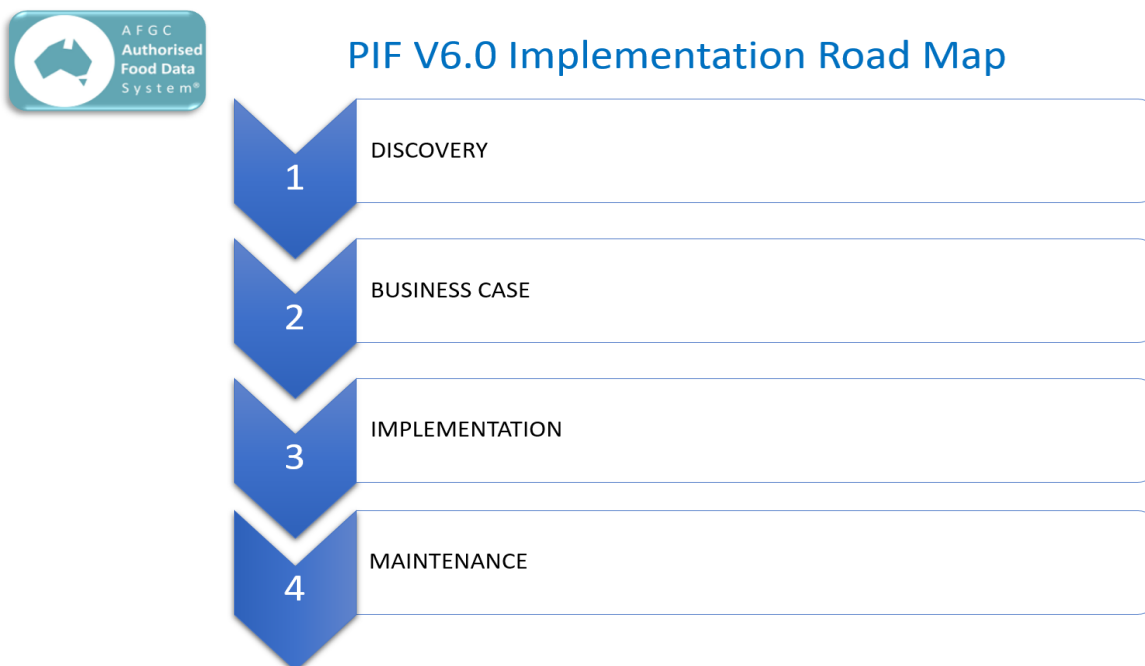 AFGC
Authorised
Food Data
System®
PIF V6.0 Implementation Road Map
1
DISCOVERY
2
BUSINESS CASE
3
IMPLEMENTATION
4
MAINTENANCE